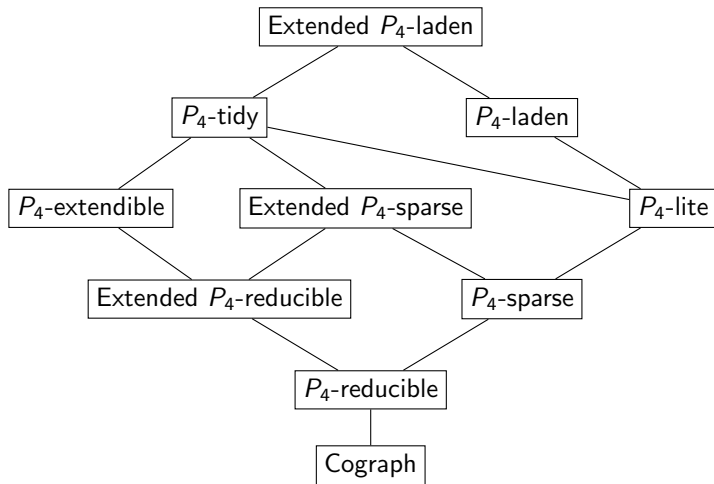 Extended P₄-laden
P₄-tidy
P₄-laden
P₄-extendible
Extended P₄-sparse
P₄-lite
Extended P₄-reducible
P₄-sparse
P₄-reducible
Cograph